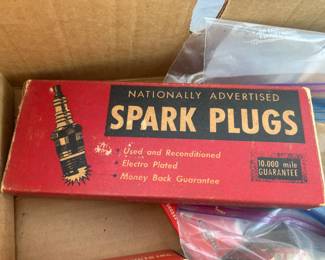 NATIONALLY ADVERTISED
SPARK PLUGS
• Used and Reconditioned
• Electro Plated
• Money Back Guarantee
10,000 mile
GUARANTEE